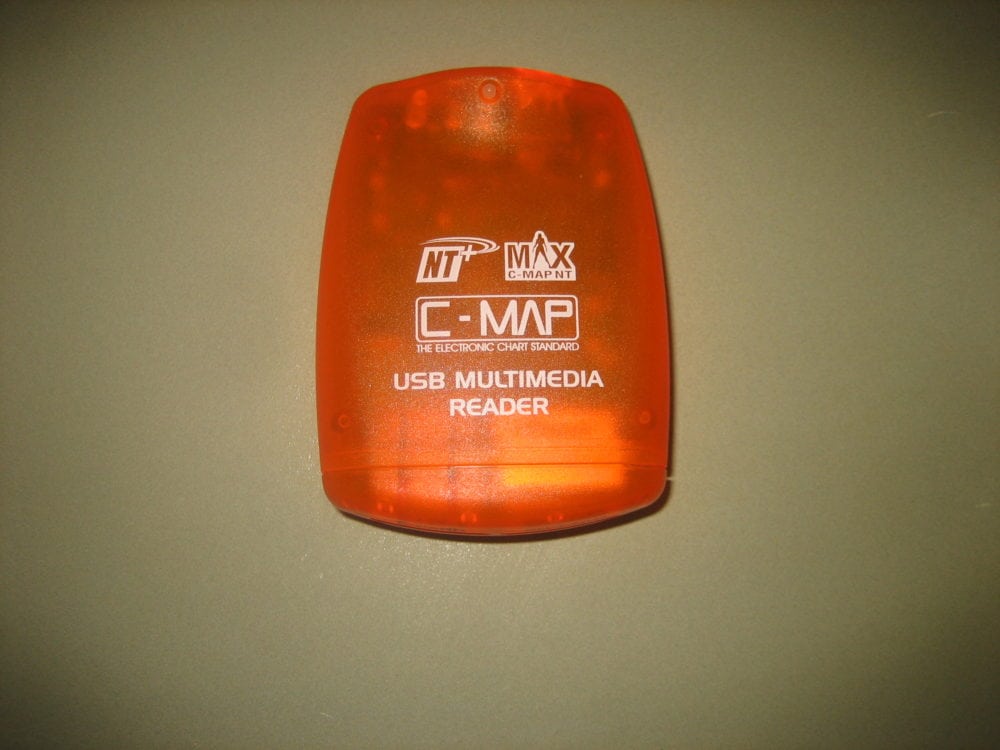 NT+ MAX
C-MAP NT
C-MAP
THE ELECTRONIC CHART STANDARD
USB MULTIMEDIA
READER